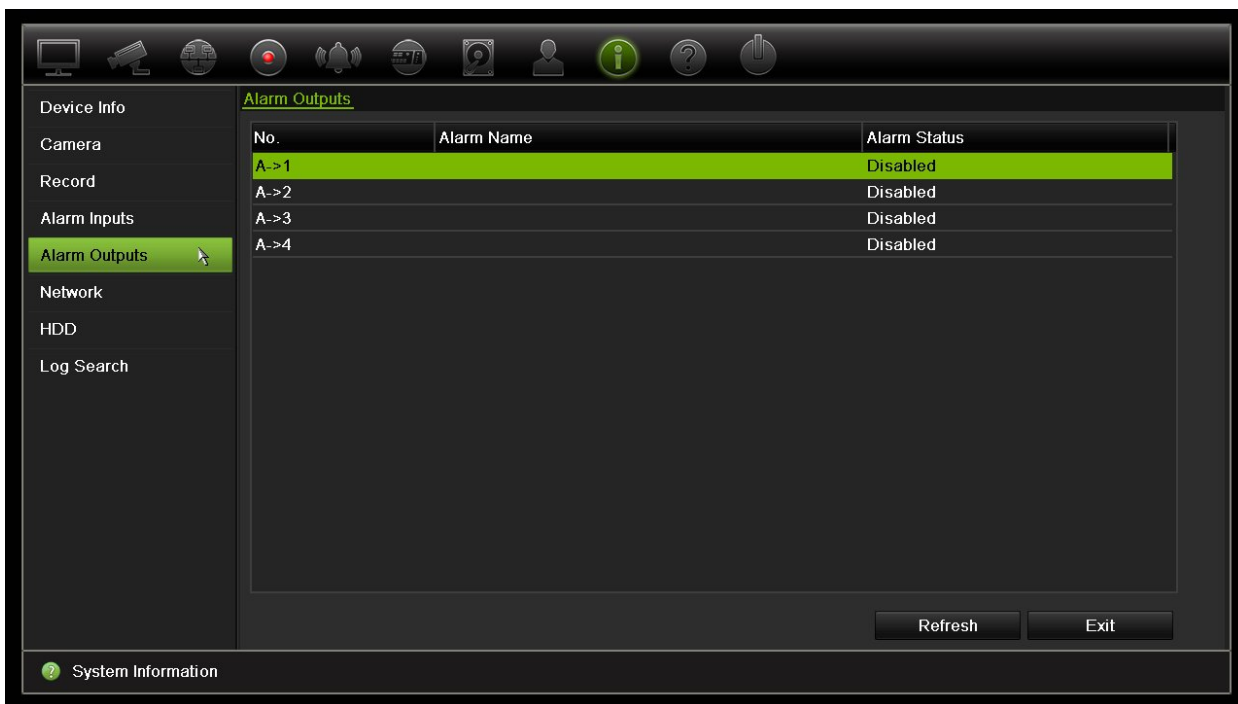 Device Info
Camera
Record
Alarm Inputs
Alarm Outputs
Network
HDD
Log Search
Alarm Outputs
No. Alarm Name Alarm Status
A->1 Disabled
A->2 Disabled
A->3 Disabled
A->4 Disabled
Refresh Exit
? System Information